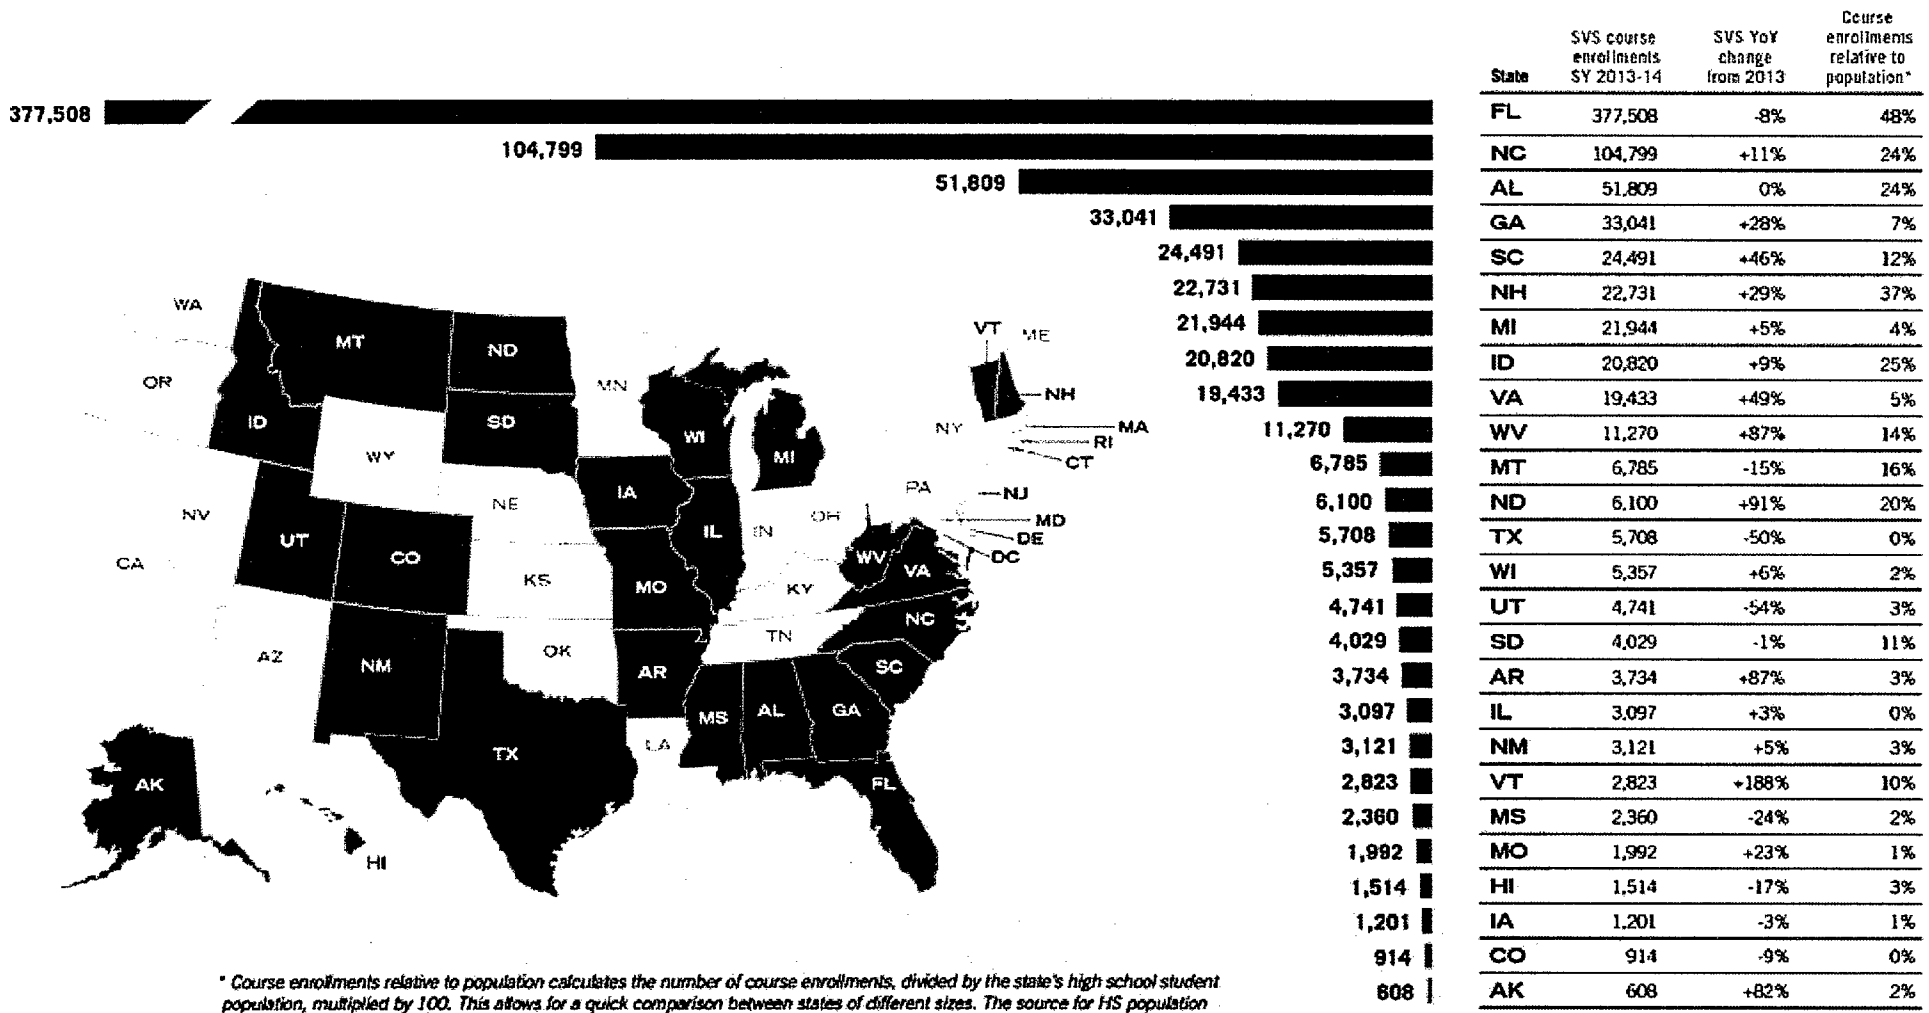 Course
SVS course SVS YoY enrollments
enrollments change relative to
State SY 2013-14 from 2013 population*
377,508
FL 377,508 -8% 48%
104,799
NC 104,799 +11% 24%
51,809
AL 51,809 0% 24%
33,041
GA 33,041 +28% 7%
24,491
SC 24,491 +46% 12%
22,731
NH 22,731 +29% 37%
21,944
MI 21,944 +5% 4%
20,820
ID 20,820 +9% 25%
19,433
VA 19,433 +49% 5%
11,270
WV 11,270 +87% 14%
6,785
MT 6,785 -15% 16%
6,100
ND 6,100 +91% 20%
5,708
TX 5,708 -50% 0%
5,357
WI 5,357 +6% 2%
4,741
UT 4,741 -54% 3%
4,029
SD 4,029 -1% 11%
3,734
AR 3,734 +87% 3%
3,097
IL 3,097 +3% 0%
3,121
NM 3,121 +5% 3%
2,823
VT 2,823 +188% 10%
2,360
MS 2,360 -24% 2%
1,992
MO 1,992 +23% 1%
1,514
HI 1,514 -17% 3%
1,201
IA 1,201 -3% 1%
914
CO 914 -9% 0%
608
AK 608 +82% 2%
WA
MT
ND
MN
VT
ME
OR
ID
SD
WI
MI
NY
NH
MA
RI
CT
WY
IA
NE
PA
NJ
NV
UT
CO
IL
IN
OH
MD
DE
DC
CA
KS
MO
KY
WV
VA
NC
TN
AZ
NM
OK
AR
SC
MS
AL
GA
LA
TX
FL
AK
HI
* Course enrollments relative to population calculates the number of course enrollments, divided by the state's high school student
population, multiplied by 100. This allows for a quick comparison between states of different sizes. The source for HS population